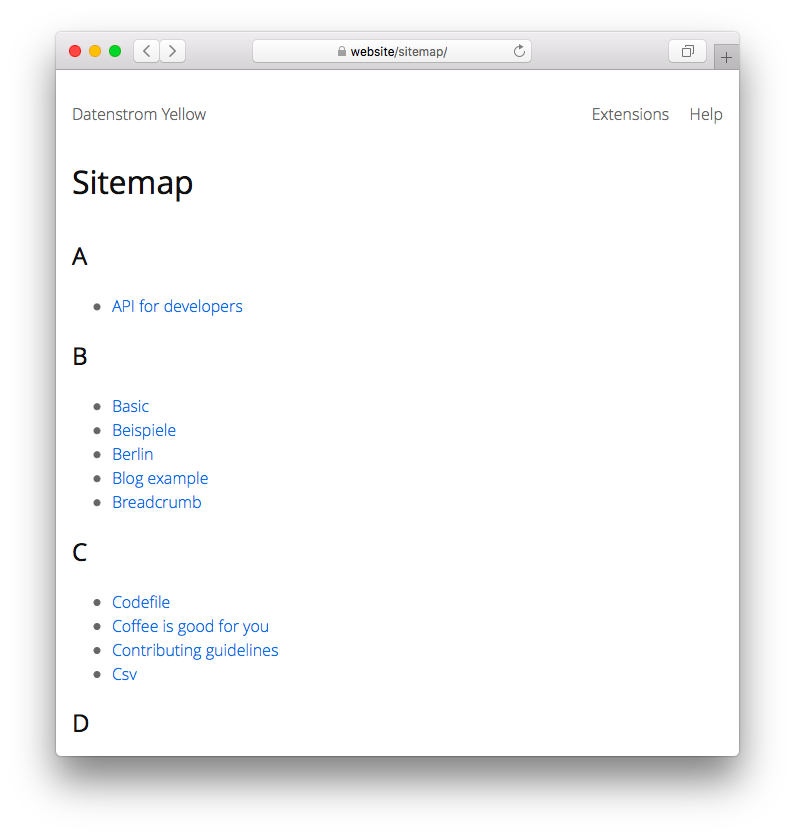 website/sitemap/
Datenstrom Yellow Extensions Help
Sitemap
A
API for developers
B
Basic
Beispiele
Berlin
Blog example
Breadcrumb
C
Codefile
Coffee is good for you
Contributing guidelines
Csv
D